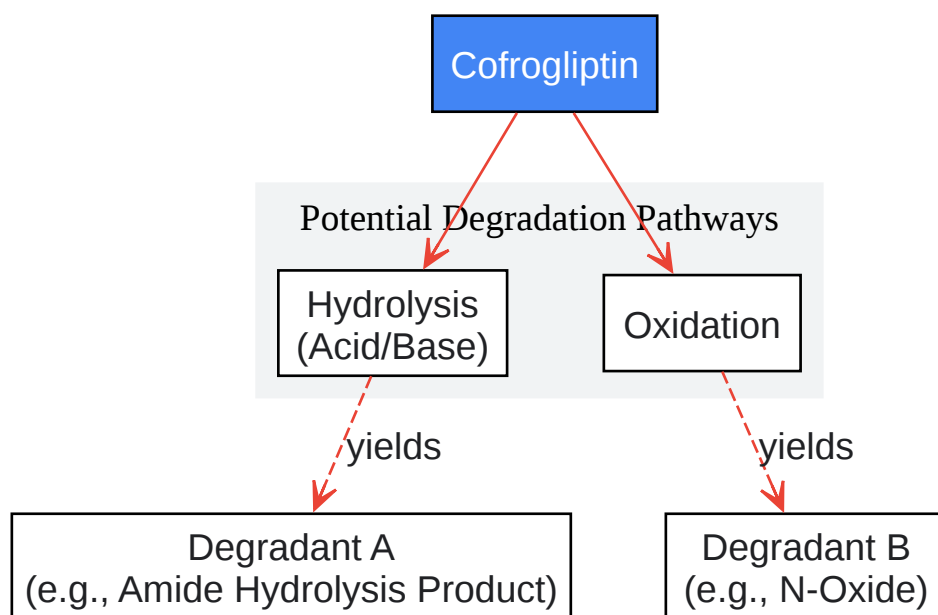 Cofrogliptin
Potential Degradation Pathways
Hydrolysis
(Acid/Base)
Oxidation
yields
yields
Degradant A
(e.g., Amide Hydrolysis Product)
Degradant B
(e.g., N-Oxide)